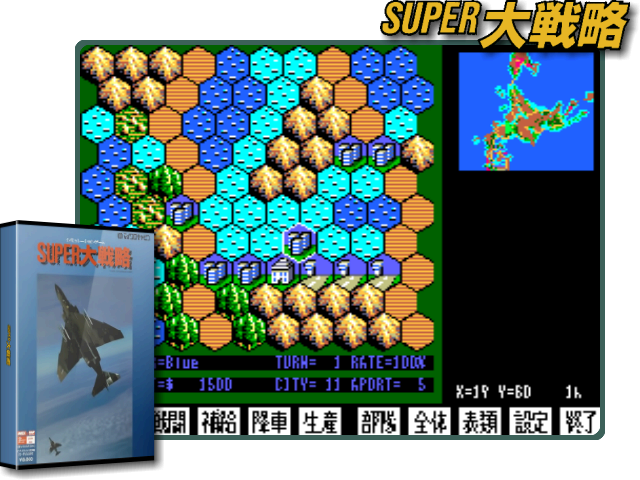 SUPER大戦略
SUPER大戦略
=Blue TURN= 1 RATE=100%
=$ 1500 CITY= 11 APORT= 5
X=19 Y=60 1h
戦闘 補給 降車 生産 部隊 全体 表類 設定 終了